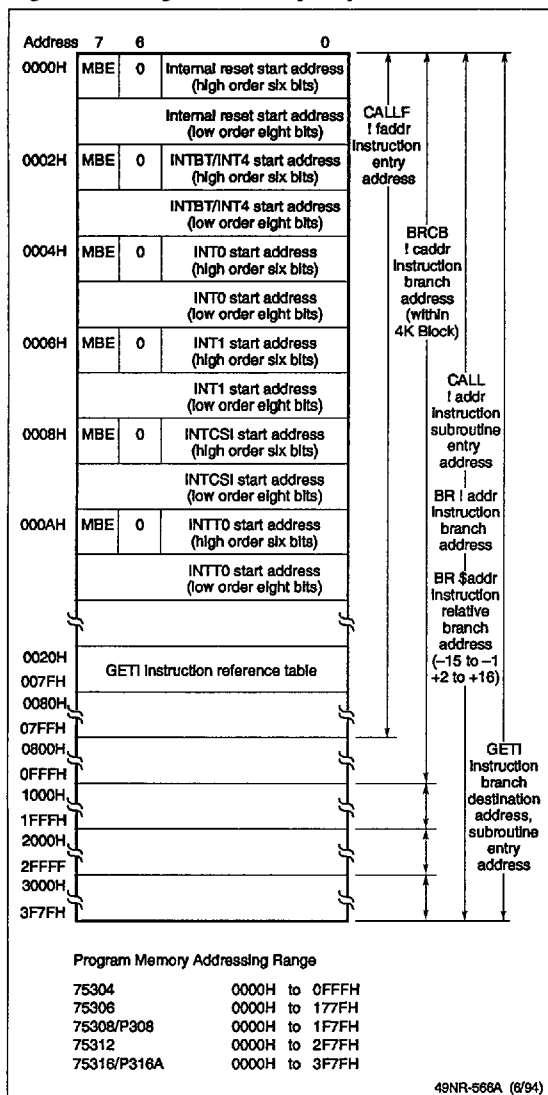 Address 7 6 0
0000H MBE 0 Internal reset start address
(high order six bits)
Internal reset start address
(low order eight bits)
0002H MBE 0 INTBT/INT4 start address
(high order six bits)
INTBT/INT4 start address
(low order eight bits)
0004H MBE 0 INT0 start address
(high order six bits)
INT0 start address
(low order eight bits)
0006H MBE 0 INT1 start address
(high order six bits)
INT1 start address
(low order eight bits)
0008H MBE 0 INTCSI start address
(high order six bits)
INTCSI start address
(low order eight bits)
000AH MBE 0 INTT0 start address
(high order six bits)
INTT0 start address
(low order eight bits)
0020H
GETI instruction reference table
007FH
0080H
07FFH
0800H
0FFFH
1000H
1FFFH
2000H
2FFFF
3000H
3F7FH
CALLF
! faddr
instruction
entry
address
BRCB
! caddr
instruction
branch
address
(within
4K Block)
CALL
! addr
instruction
subroutine
entry
address
BR ! addr
instruction
branch
address
BR $addr
instruction
relative
branch
address
(–15 to –1
+2 to +16)
GETI
instruction
branch
destination
address,
subroutine
entry
address
Program Memory Addressing Range
75304 0000H to 0FFFH
75306 0000H to 177FH
75308/P308 0000H to 1F7FH
75312 0000H to 2F7FH
75316/P316A 0000H to 3F7FH
49NR-566A (6/94)